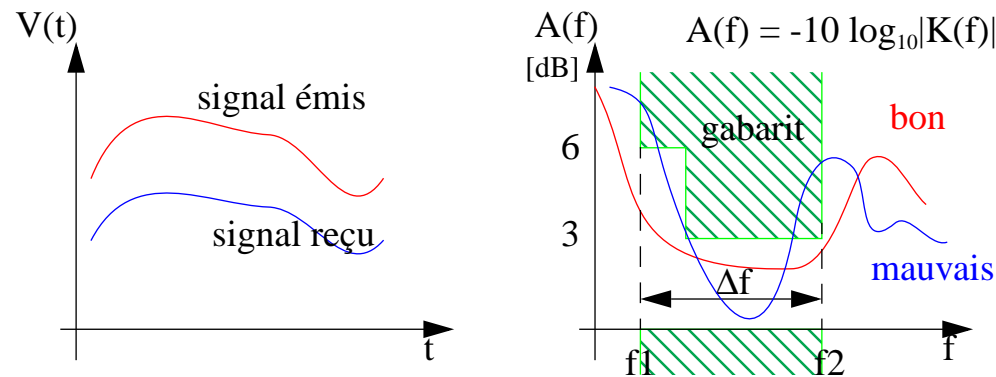 V(t)
signal émis
signal reçu
t
A(f)
[dB]
A(f) = -10 log₁₀|K(f)|
gabarit
bon
6
3
mauvais
Δf
f1
f2
f